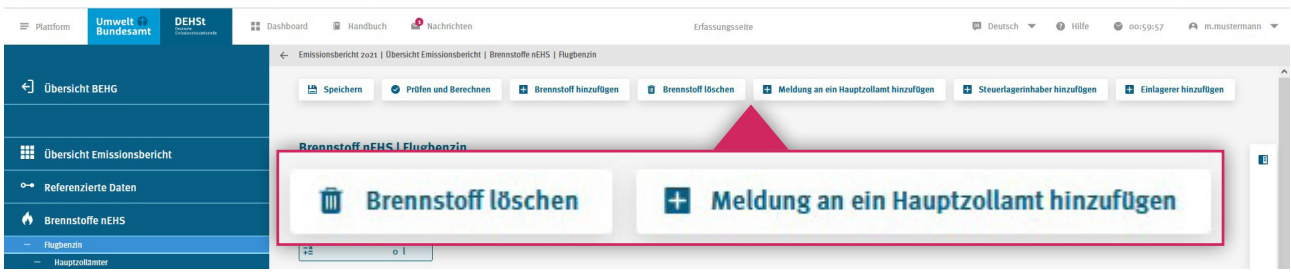 Plattform
Umwelt
Bundesamt
DEHSt
Deutsche
Emissionshandelsstelle
Dashboard
Handbuch
Nachrichten
Erfassungsseite
Deutsch
Hilfe
00:59:57
m.mustermann
Emissionsbericht 2021 | Übersicht Emissionsbericht | Brennstoffe nEHS | Flugbenzin
Übersicht BEHG
Speichern
Prüfen und Berechnen
Brennstoff hinzufügen
Brennstoff löschen
Meldung an ein Hauptzollamt hinzufügen
Steuerlagerinhaber hinzufügen
Einlagerer hinzufügen
Übersicht Emissionsbericht
Referenzierte Daten
Brennstoffe nEHS
Flugbenzin
Hauptzollämter
Brennstoff nEHS | Flugbenzin
Brennstoff löschen
Meldung an ein Hauptzollamt hinzufügen
0 l